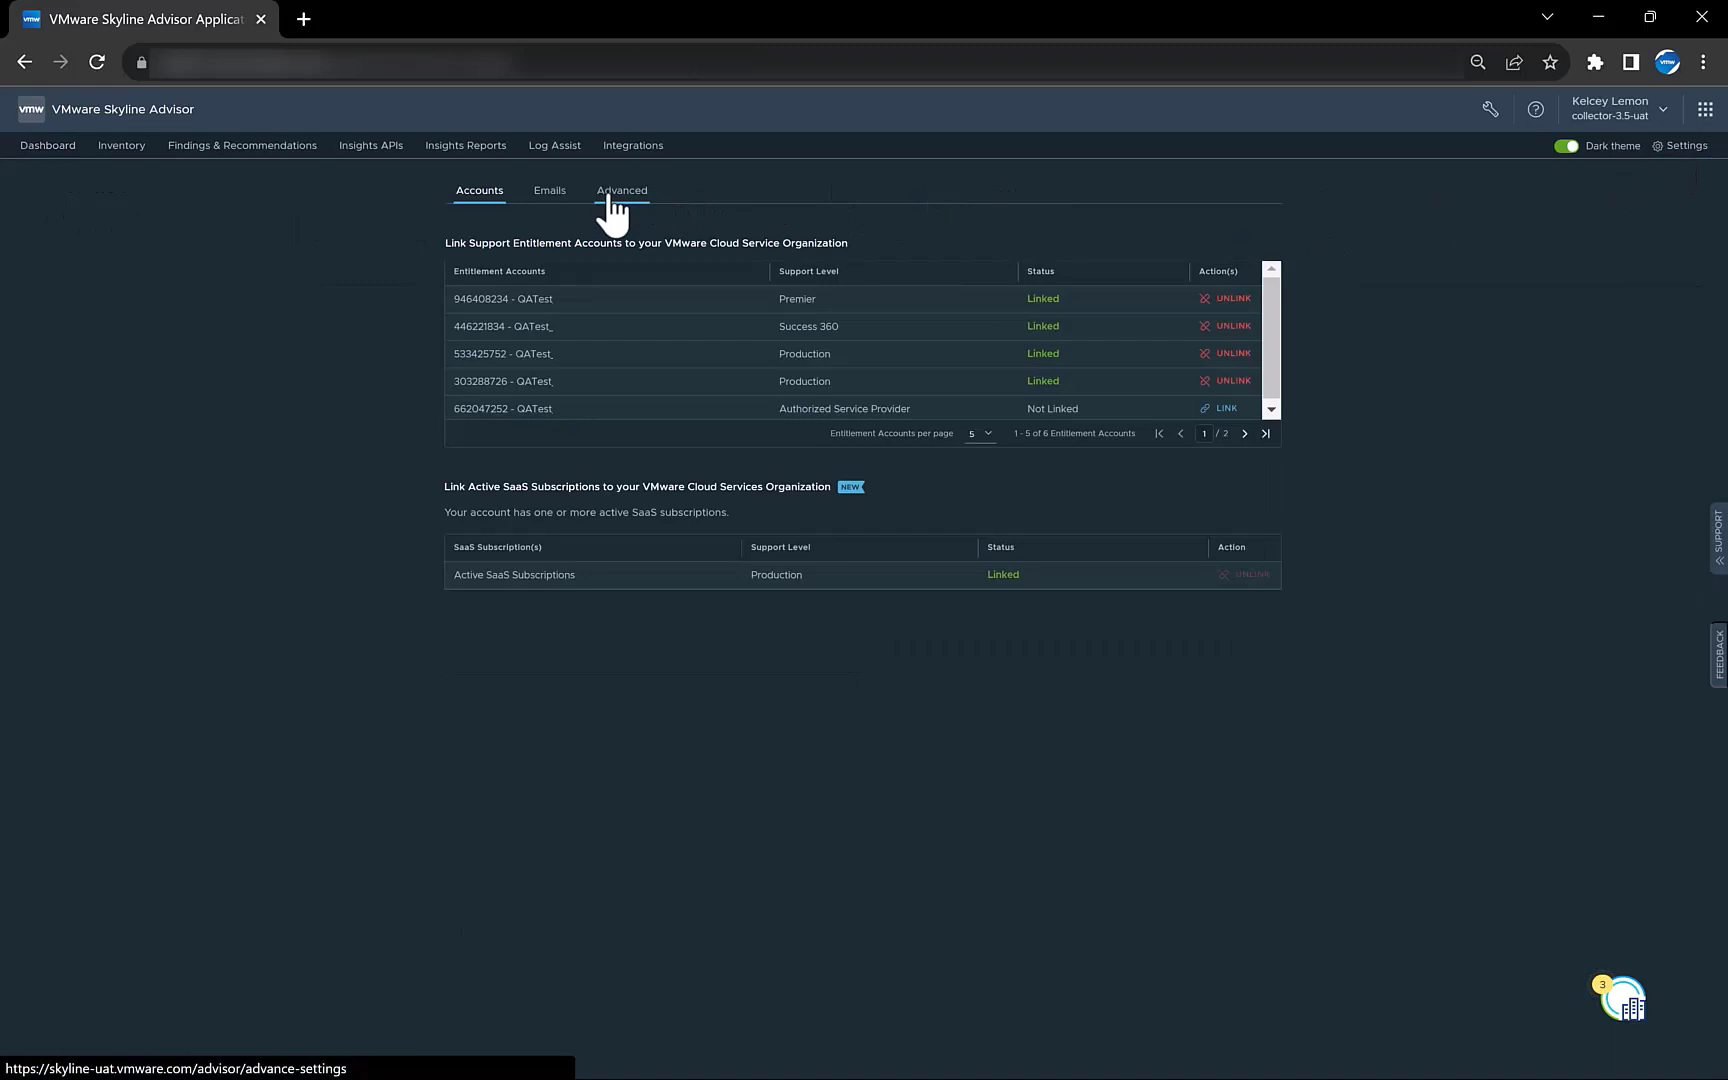 vmw VMware Skyline Advisor Applicat
vmw
vmw VMware Skyline Advisor
Kelcey Lemon
collector-3.5-uat
Dashboard Inventory Findings & Recommendations Insights APIs Insights Reports Log Assist Integrations Dark theme Settings
Accounts Emails Advanced
Link Support Entitlement Accounts to your VMware Cloud Service Organization
Entitlement Accounts Support Level Status Action(s)
946408234 - QATest Premier Linked UNLINK
446221834 - QATest_ Success 360 Linked UNLINK
533425752 - QATest_ Production Linked UNLINK
303288726 - QATest Production Linked UNLINK
662047252 - QATest Authorized Service Provider Not Linked LINK
Entitlement Accounts per page 5 1 - 5 of 6 Entitlement Accounts 1 / 2
Link Active SaaS Subscriptions to your VMware Cloud Services Organization NEW
Your account has one or more active SaaS subscriptions.
SaaS Subscription(s) Support Level Status Action
Active SaaS Subscriptions Production Linked UNLINK
SUPPORT
FEEDBACK
3
https://skyline-uat.vmware.com/advisor/advance-settings